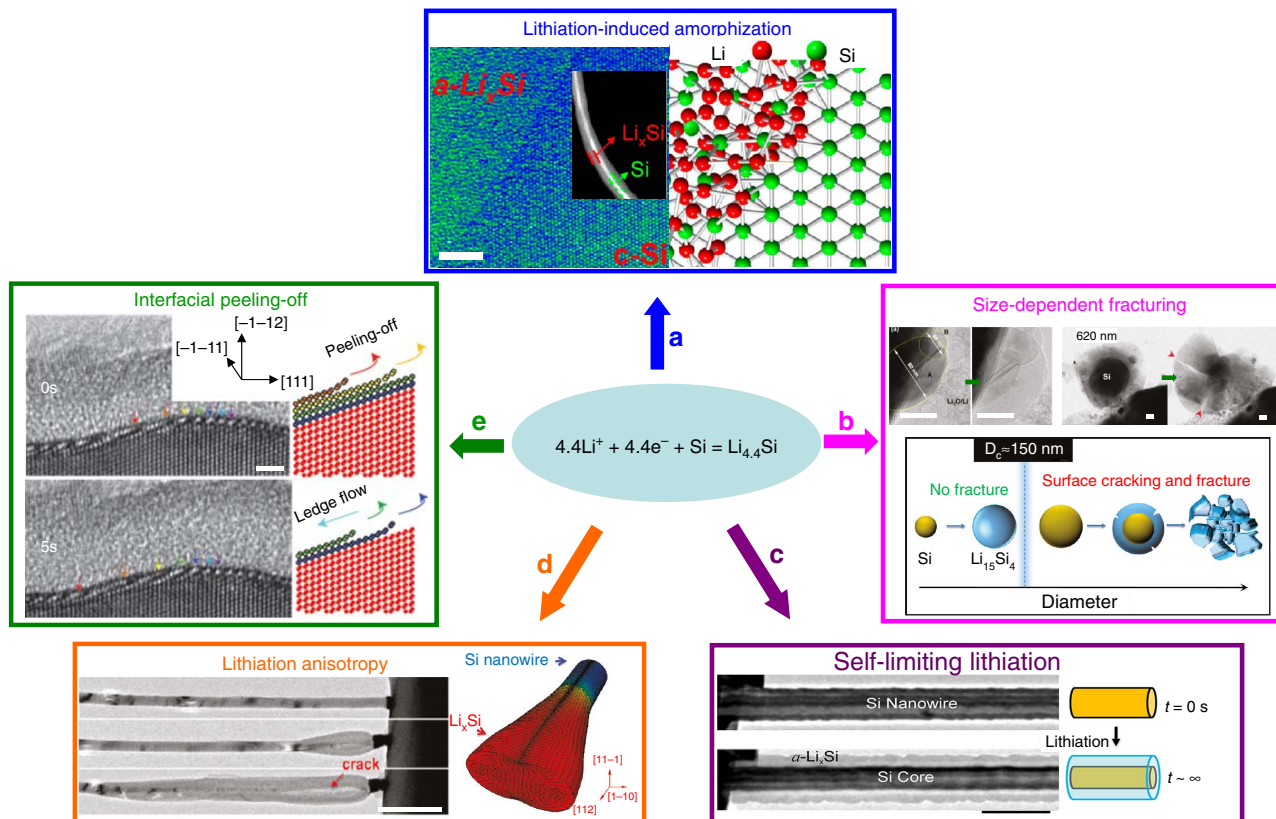 Lithiation-induced amorphization
a-LiₓSi
LiₓSi
Si
c-Si
Li
Si
Interfacial peeling-off
[−1−12]
[−1−11]
[111]
0s
Peeling-off
5s
Ledge flow
Size-dependent fracturing
(a)
B
A
Li₂O/Li
620 nm
Si
D꜀≈150 nm
No fracture
Surface cracking and fracture
Si
Li₁₅Si₄
Diameter
a
b
c
d
e
4.4Li⁺ + 4.4e⁻ + Si = Li₄.₄Si
Lithiation anisotropy
Si nanowire
LiₓSi
crack
[11−1]
[1−10]
[112]
Self-limiting lithiation
Si Nanowire
t = 0 s
Lithiation
a-LiₓSi
Si Core
t ~ ∞